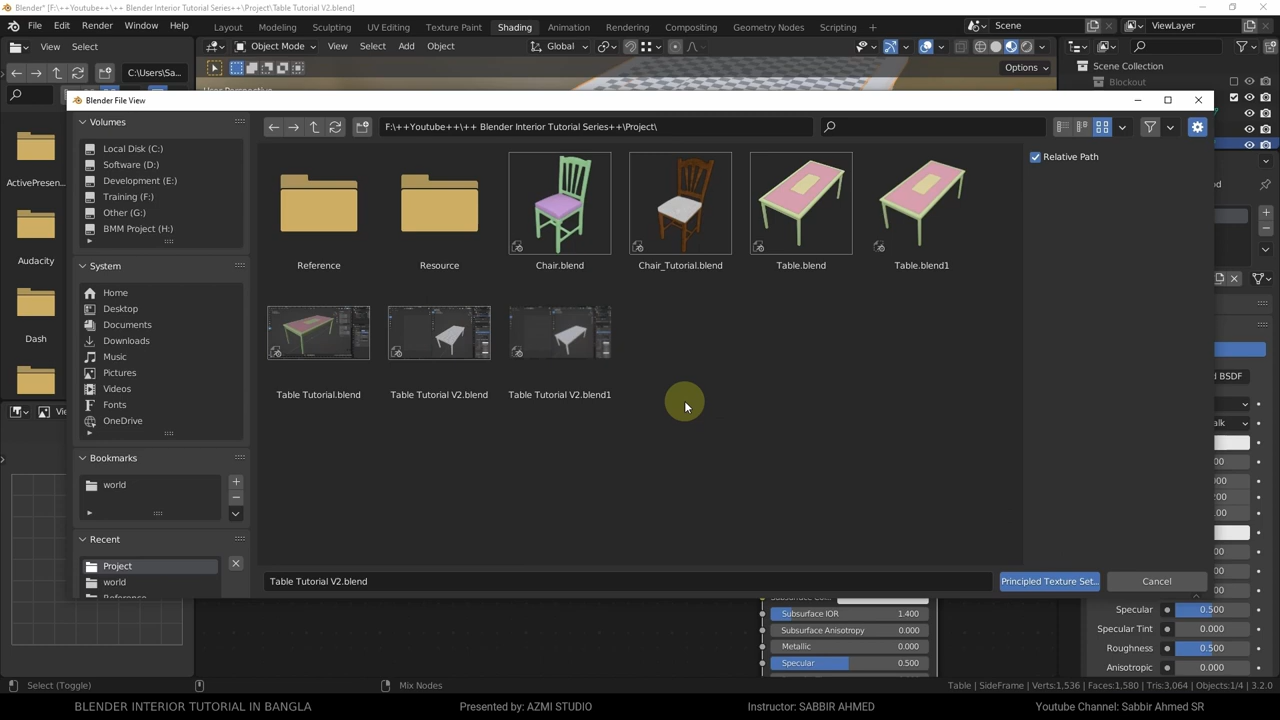 Blender* [F:\++Youtube++\++ Blender Interior Tutorial Series++\Project\Table Tutorial V2.blend]
File Edit Render Window Help Layout Modeling Sculpting UV Editing Texture Paint Shading Animation Rendering Compositing Geometry Nodes Scripting Scene ViewLayer
View Select Object Mode View Select Add Object Global
C:\Users\Sa... Options Scene Collection
Blockout
User Perspective
Blender File View
Volumes F:\++Youtube++\++ Blender Interior Tutorial Series++\Project\
Local Disk (C:)
Software (D:)
Development (E:)
Training (F:)
Other (G:)
BMM Project (H:)
Relative Path
ActivePresen...
Audacity
Dash
Reference Resource Chair.blend Chair_Tutorial.blend Table.blend Table.blend1
System
Home
Desktop
Documents
Downloads
Music
Pictures
Videos
Fonts
OneDrive
Table Tutorial.blend Table Tutorial V2.blend Table Tutorial V2.blend1
Bookmarks
world
Recent
Project
world
Reference
Table Tutorial V2.blend Principled Texture Set... Cancel
d BSDF
alk
Subsurface IOR 1.400
Subsurface Anisotropy 0.000
Metallic 0.000
Specular 0.500
Specular 0.500
Specular Tint 0.000
Roughness 0.500
Anisotropic 0.000
Select (Toggle) Mix Nodes Table | SideFrame | Verts:1,536 | Faces:1,580 | Tris:3,064 | Objects:1/4 | 3.2.0
BLENDER INTERIOR TUTORIAL IN BANGLA Presented by: AZMI STUDIO Instructor: SABBIR AHMED Youtube Channel: Sabbir Ahmed SR